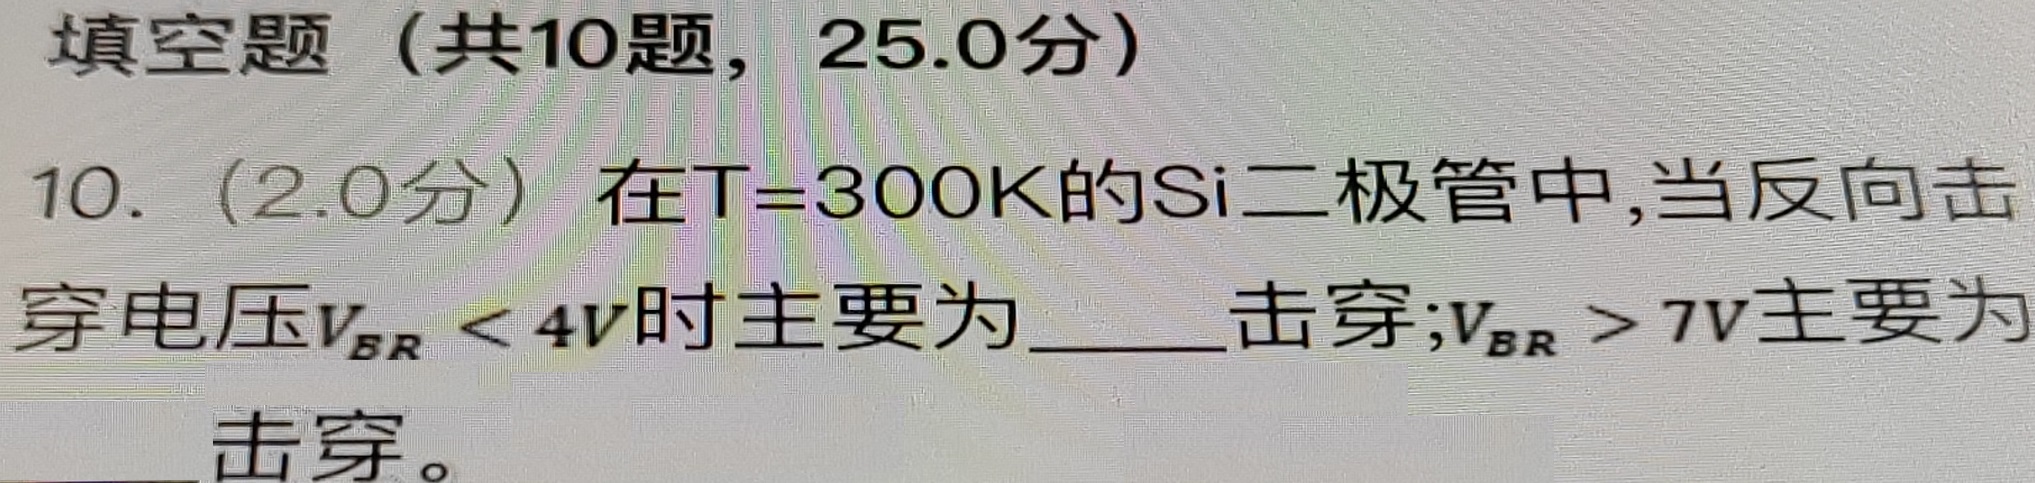 填空题（共10题，25.0分）
10.（2.0分）在T=300K的Si二极管中,当反向击
穿电压V_BR < 4V时主要为____击穿;V_BR > 7V主要为
____击穿。